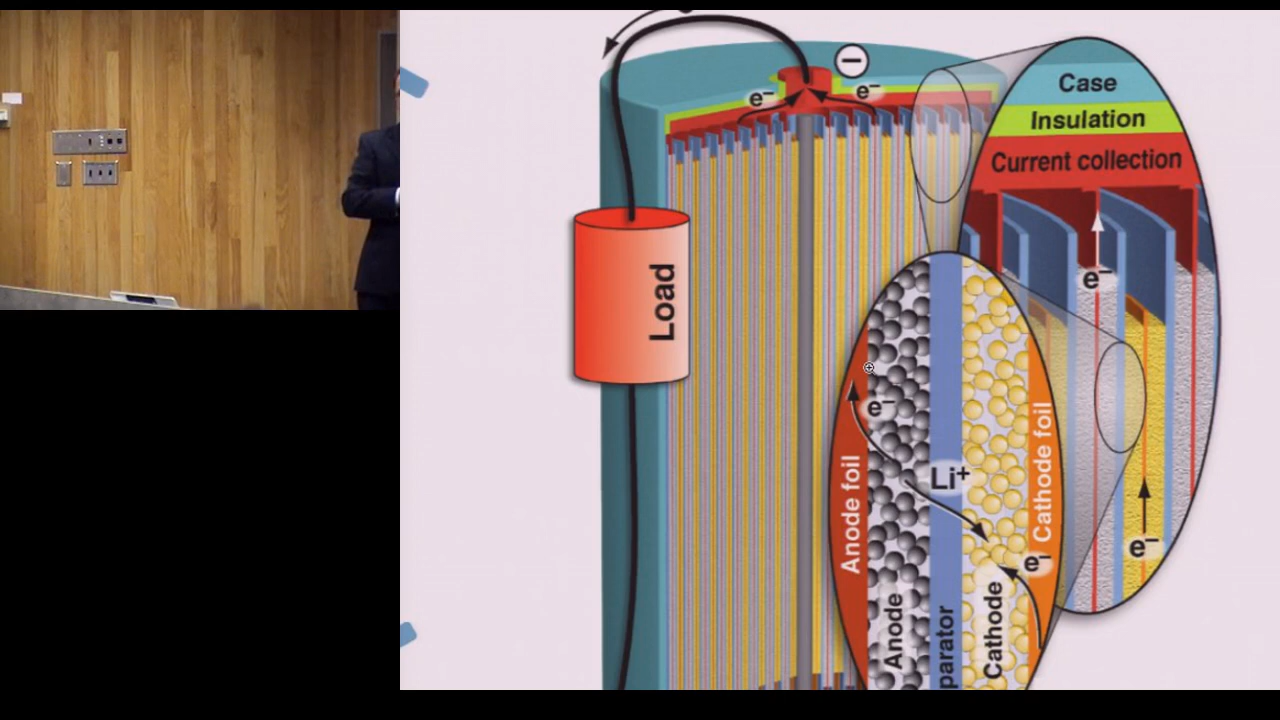 −
e−
e−
Case
Insulation
Current collection
e−
Load
e−
Li+
Anode foil
Cathode foil
e−
e−
Anode
parator
Cathode